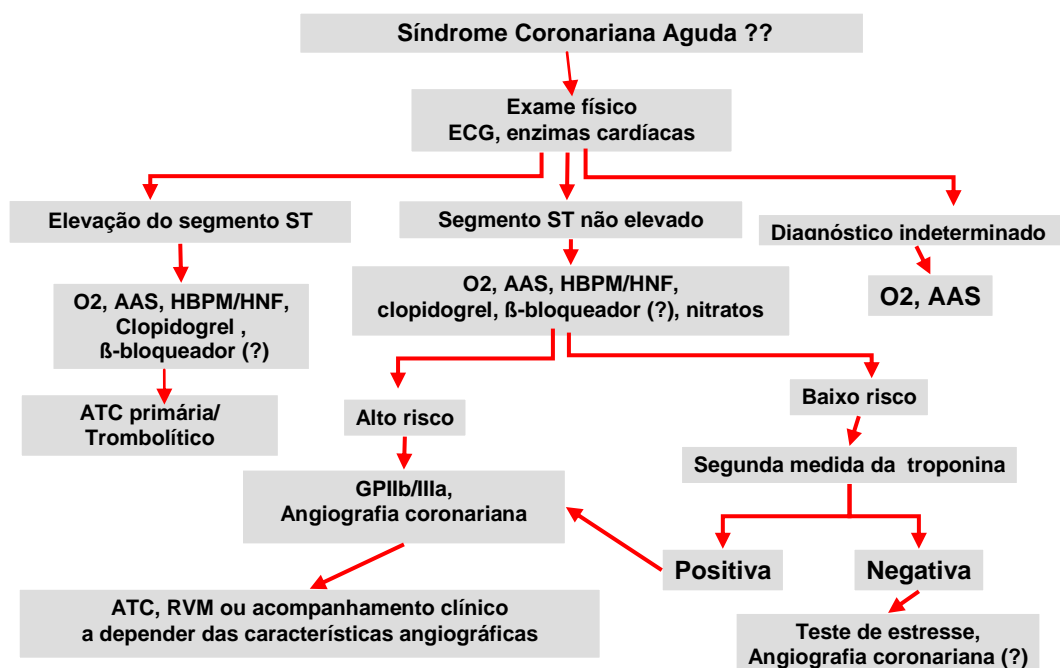 Síndrome Coronariana Aguda ??
Exame físico
ECG, enzimas cardíacas
Elevação do segmento ST
Segmento ST não elevado
Diagnóstico indeterminado
O2, AAS, HBPM/HNF,
Clopidogrel ,
ß-bloqueador (?)
O2, AAS, HBPM/HNF,
clopidogrel, ß-bloqueador (?), nitratos
O2, AAS
ATC primária/
Trombolítico
Alto risco
Baixo risco
Segunda medida da troponina
GPIIb/IIIa,
Angiografia coronariana
Positiva
Negativa
ATC, RVM ou acompanhamento clínico
a depender das características angiográficas
Teste de estresse,
Angiografia coronariana (?)